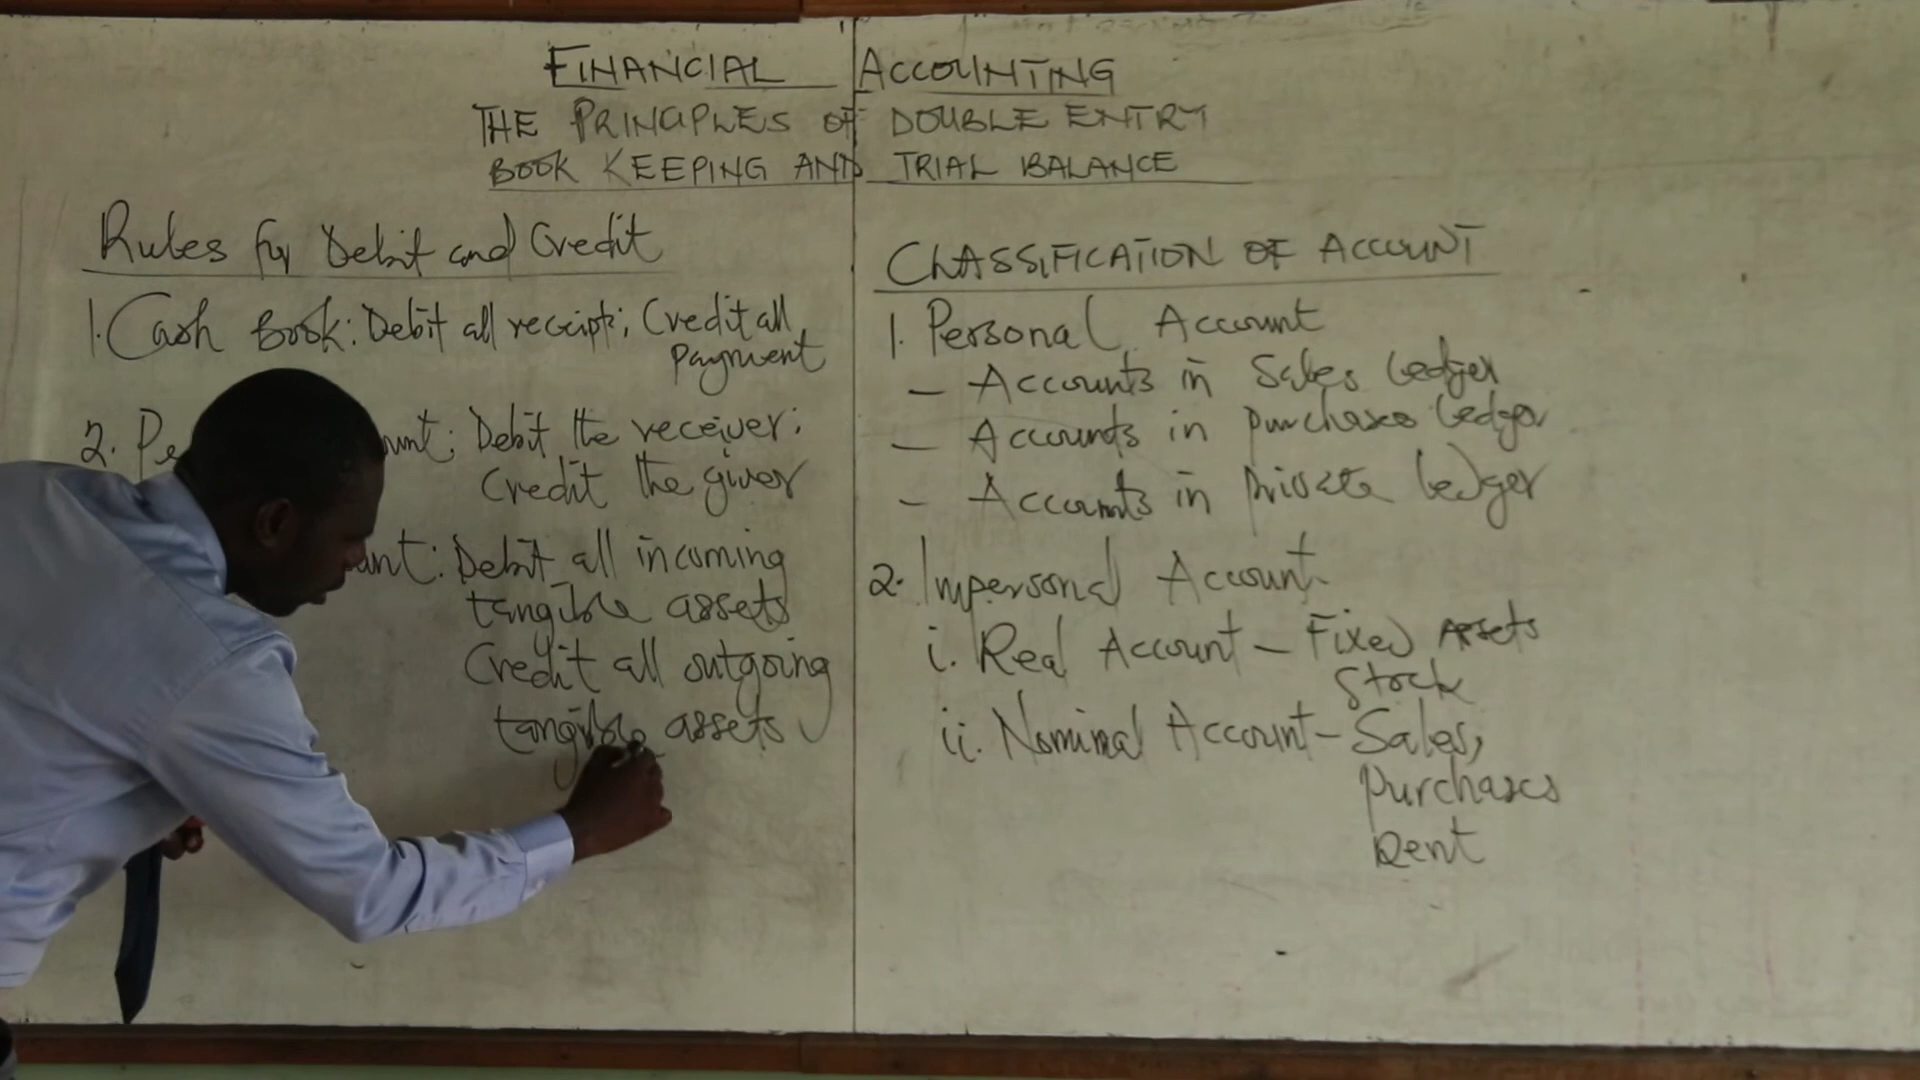 FINANCIAL ACCOUNTING
THE PRINCIPLES OF DOUBLE ENTRY
BOOK KEEPING AND TRIAL BALANCE
Rules for Debit and Credit
1. Cash Book: Debit all receipt; Credit all
Payment
2. Pe unt: Debit the receiver;
Credit the giver
ant: Debit all incoming
tangible assets
Credit all outgoing
tangible assets
CLASSIFICATION OF ACCOUNT
1. Personal Account
- Accounts in Sales Ledger
- Accounts in purchases Ledger
- Accounts in private Ledger
2. Impersonal Account
i. Real Account - Fixed Assets
Stock
ii. Nominal Account - Sales,
purchases
Rent